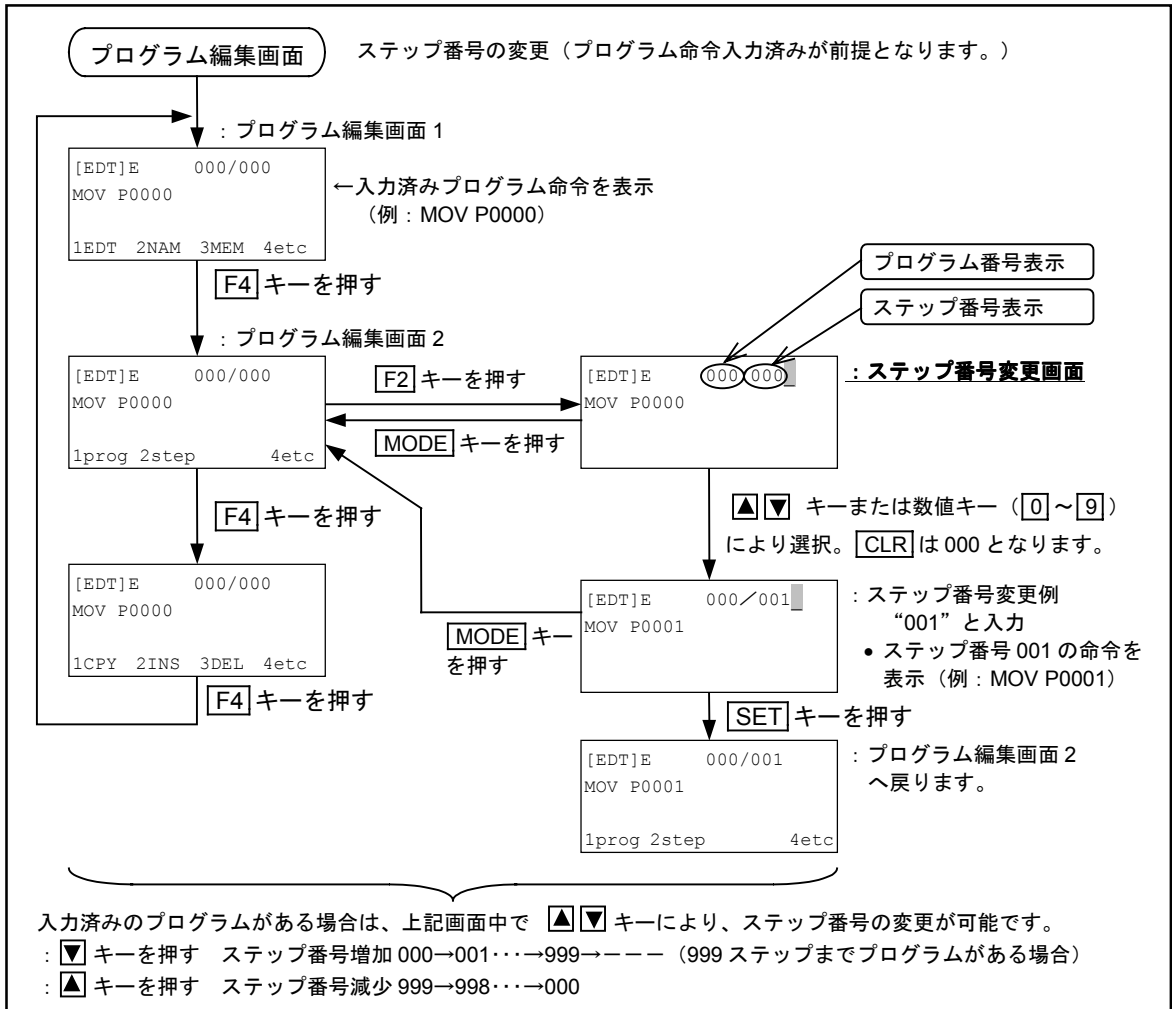 プログラム編集画面
ステップ番号の変更（プログラム命令入力済みが前提となります。）
：プログラム編集画面 1
[EDT]E 000/000
MOV P0000
1EDT 2NAM 3MEM 4etc
←入力済みプログラム命令を表示
（例：MOV P0000）
F4 キーを押す
プログラム番号表示
ステップ番号表示
：プログラム編集画面 2
[EDT]E 000/000
MOV P0000
1prog 2step 4etc
F2 キーを押す
MODE キーを押す
[EDT]E 000 000_
MOV P0000
：ステップ番号変更画面
F4 キーを押す
▲ ▼ キーまたは数値キー（0～9）
により選択。CLR は 000 となります。
[EDT]E 000/000
MOV P0000
1CPY 2INS 3DEL 4etc
F4 キーを押す
MODE キー
を押す
[EDT]E 000／001_
MOV P0001
：ステップ番号変更例
“001”と入力
• ステップ番号 001 の命令を
表示（例：MOV P0001）
SET キーを押す
[EDT]E 000/001
MOV P0001
1prog 2step 4etc
：プログラム編集画面 2
へ戻ります。
入力済みのプログラムがある場合は、上記画面中で ▲ ▼ キーにより、ステップ番号の変更が可能です。
：▼ キーを押す ステップ番号増加 000→001･･･→999→－－－（999 ステップまでプログラムがある場合）
：▲ キーを押す ステップ番号減少 999→998･･･→000